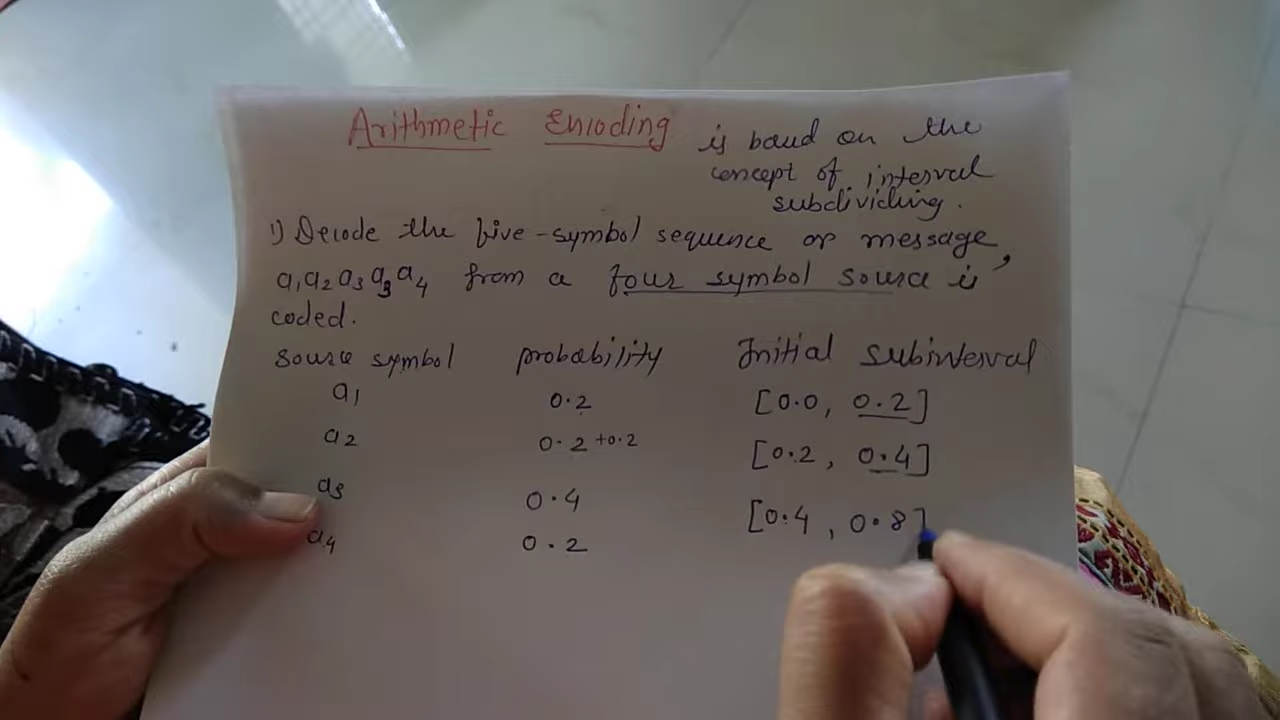 Arithmetic Encoding is based on the
concept of interval
subdividing.
1) Decode the five-symbol sequence or message,
a1a2a3a3a4 from a four symbol source is
coded.
Source symbol probability Initial subinterval
a1 0.2 [0.0, 0.2]
a2 0.2 +0.2 [0.2, 0.4]
a3 0.4 [0.4, 0.8]
a4 0.2